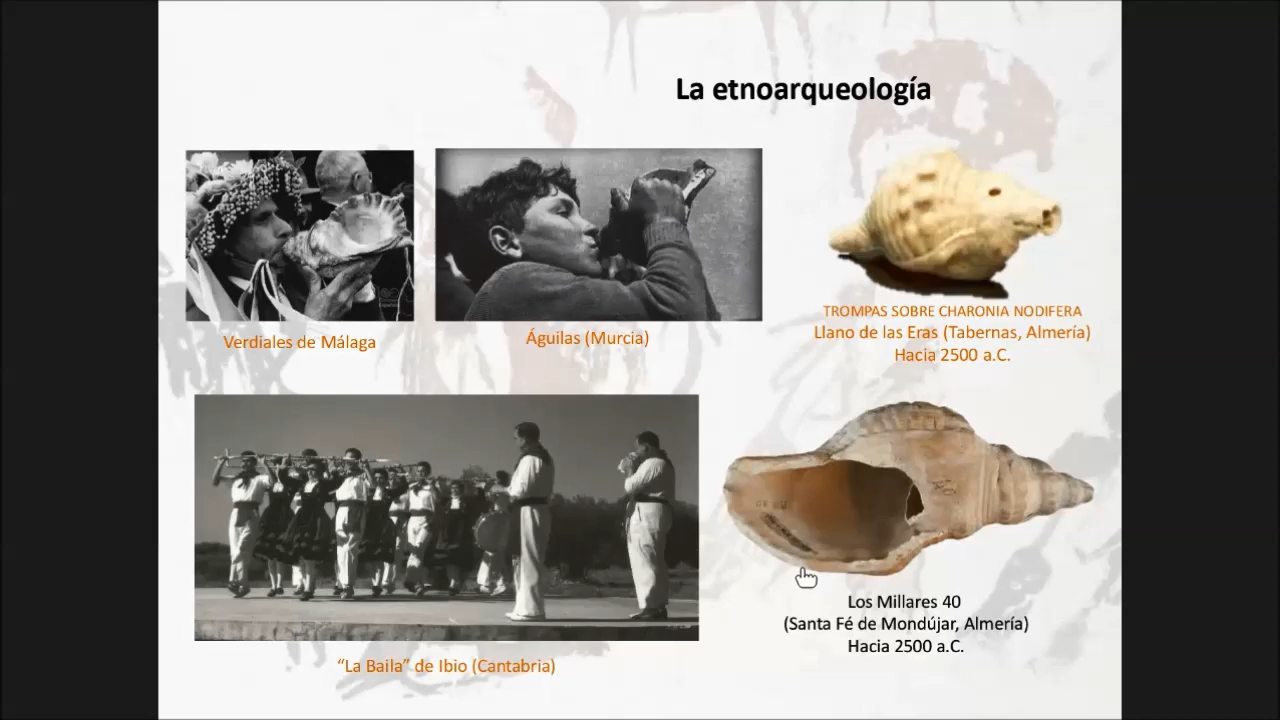 La etnoarqueología
Verdiales de Málaga
Águilas (Murcia)
TROMPAS SOBRE CHARONIA NODIFERA
Llano de las Eras (Tabernas, Almería)
Hacia 2500 a.C.
Los Millares 40
(Santa Fé de Mondújar, Almería)
Hacia 2500 a.C.
“La Baila” de Ibio (Cantabria)